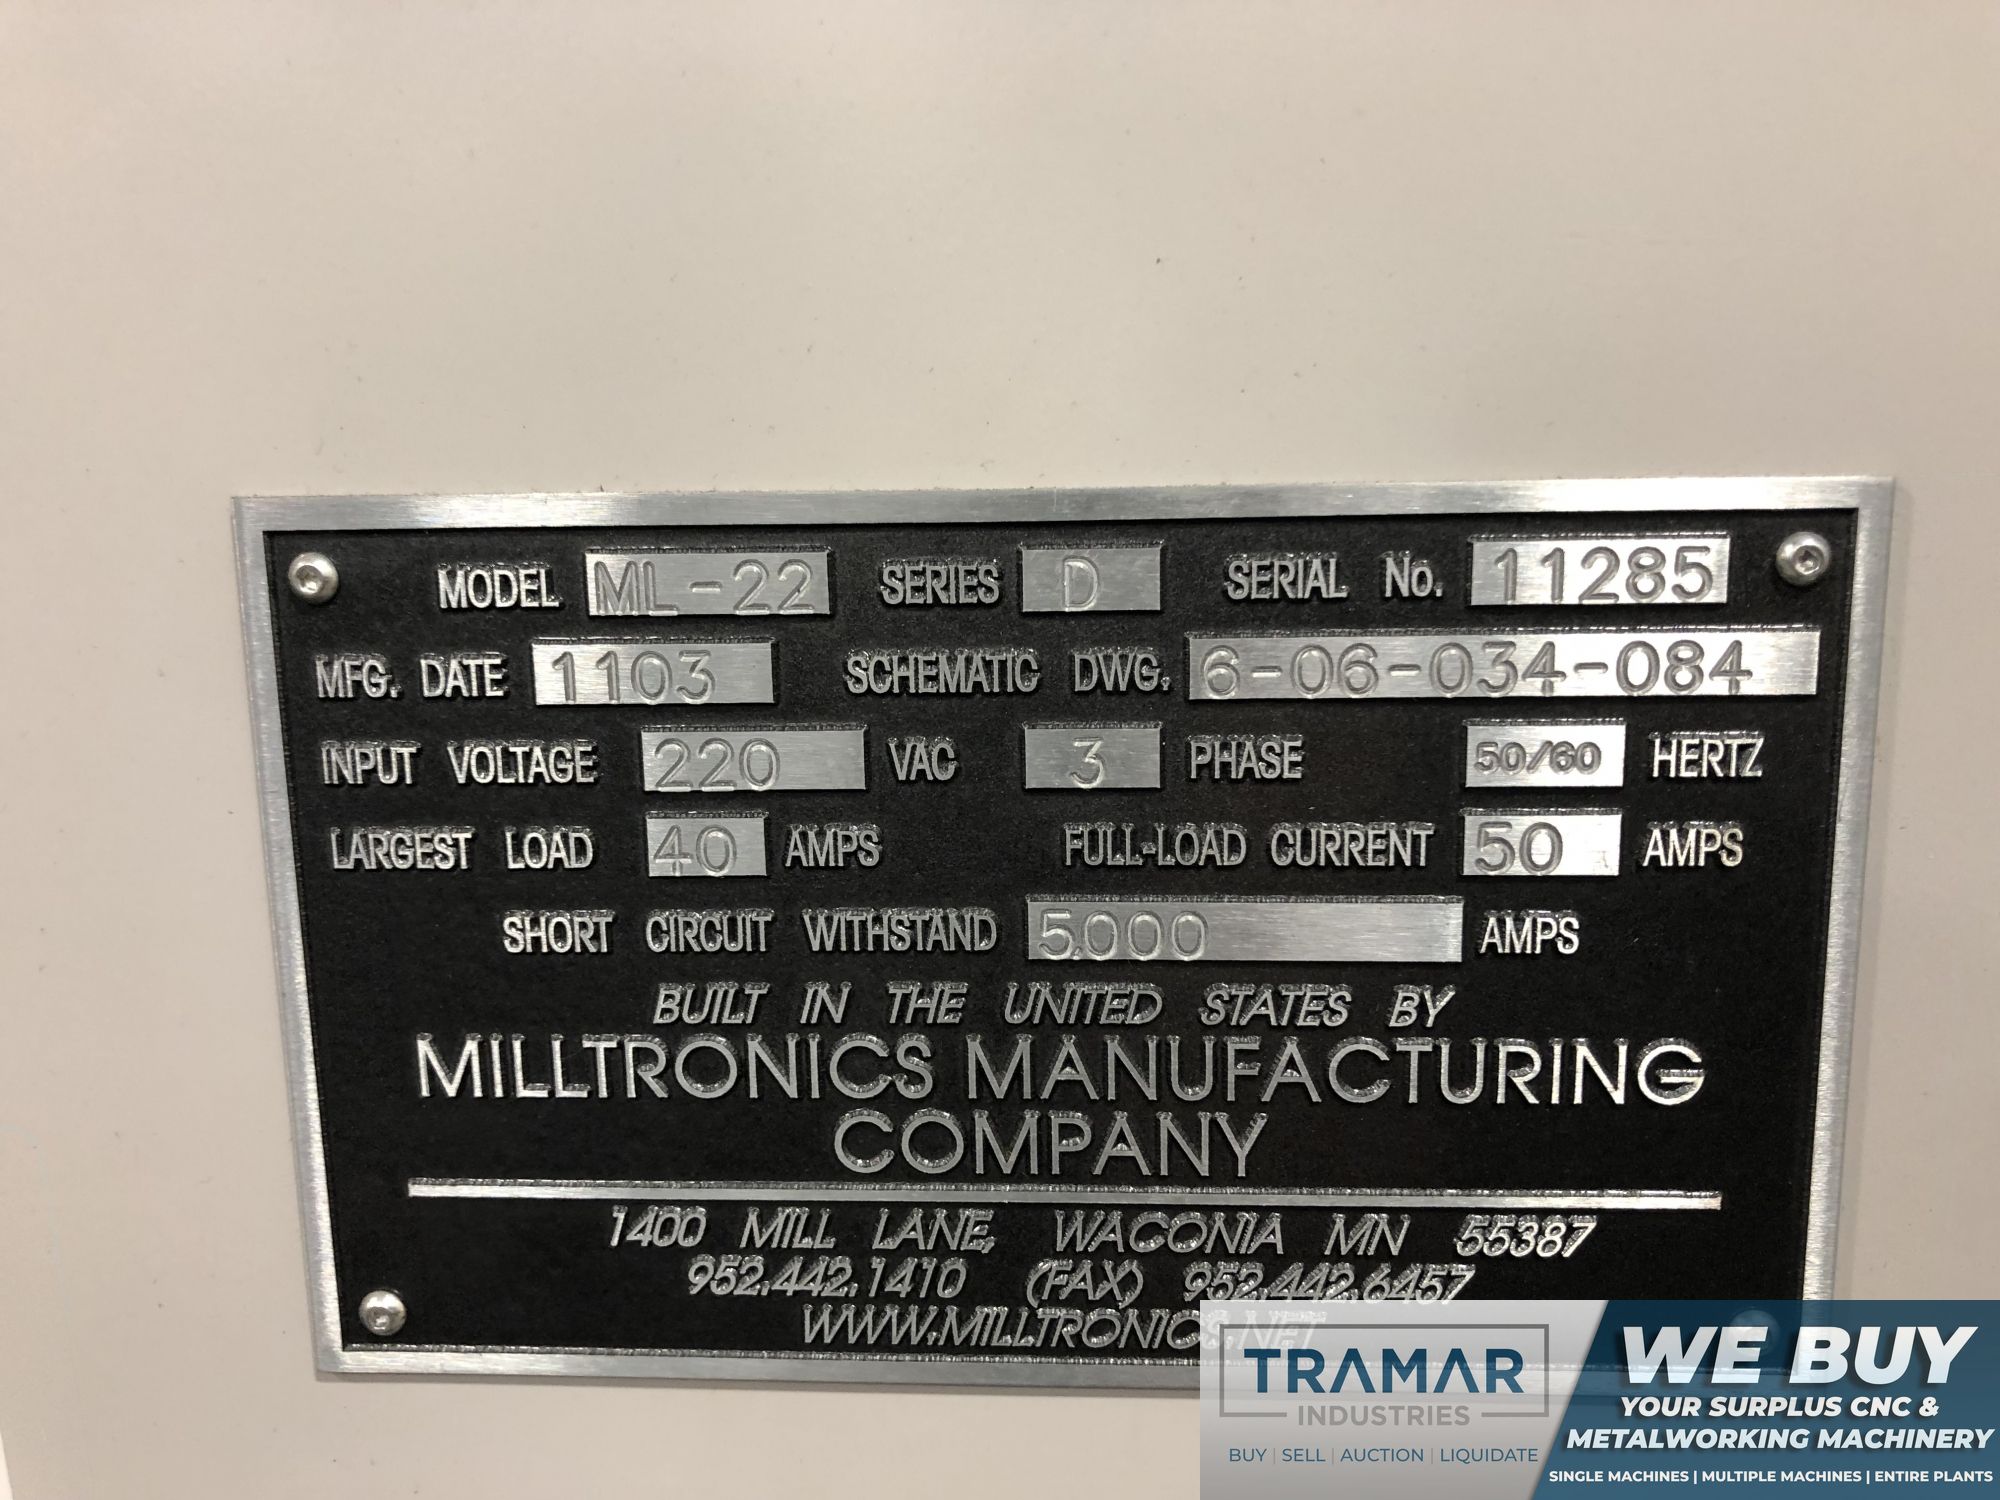 MODEL ML-22 SERIES D SERIAL No. 11285
MFG. DATE 1103 SCHEMATIC DWG. 6-06-034-084
INPUT VOLTAGE 220 VAC 3 PHASE 50/60 HERTZ
LARGEST LOAD 40 AMPS FULL-LOAD CURRENT 50 AMPS
SHORT CIRCUIT WITHSTAND 5,000 AMPS
BUILT IN THE UNITED STATES BY
MILLTRONICS MANUFACTURING
COMPANY
1400 MILL LANE, WACONIA MN 55387
952.442.1410 (FAX) 952.442.6457
WWW.MILLTRONICS.NET
TRAMAR
INDUSTRIES
BUY | SELL | AUCTION | LIQUIDATE
WE BUY
YOUR SURPLUS CNC &
METALWORKING MACHINERY
SINGLE MACHINES | MULTIPLE MACHINES | ENTIRE PLANTS